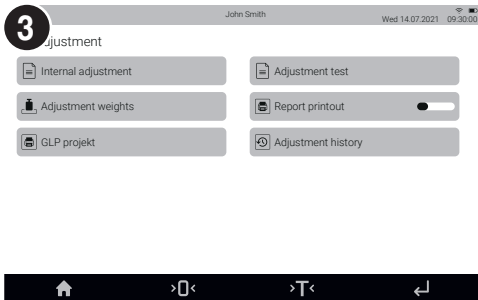 3
John Smith
Wed 14.07.2021 09:30:00
djustment
Internal adjustment
Adjustment test
Adjustment weights
Report printout
GLP projekt
Adjustment history
>0<
>T<